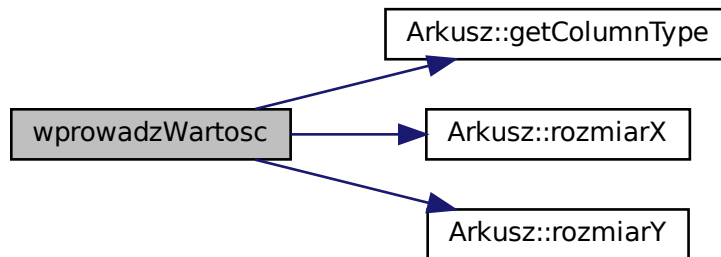 Arkusz::getColumnType
wprowadzWartosc
Arkusz::rozmiarX
Arkusz::rozmiarY